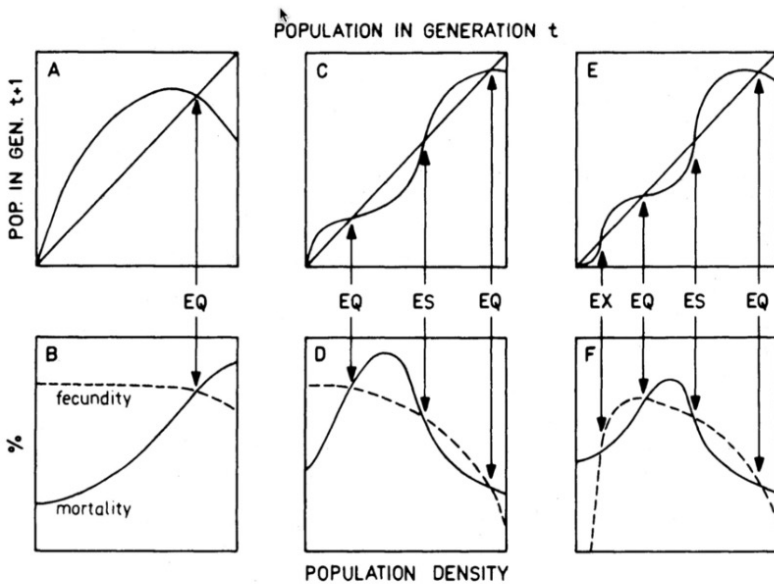 POPULATION IN GENERATION t
A
C
E
POP. IN GEN. t+1
EQ
EQ
ES
EQ
EX
EQ
ES
EQ
B
D
F
fecundity
mortality
%
POPULATION DENSITY